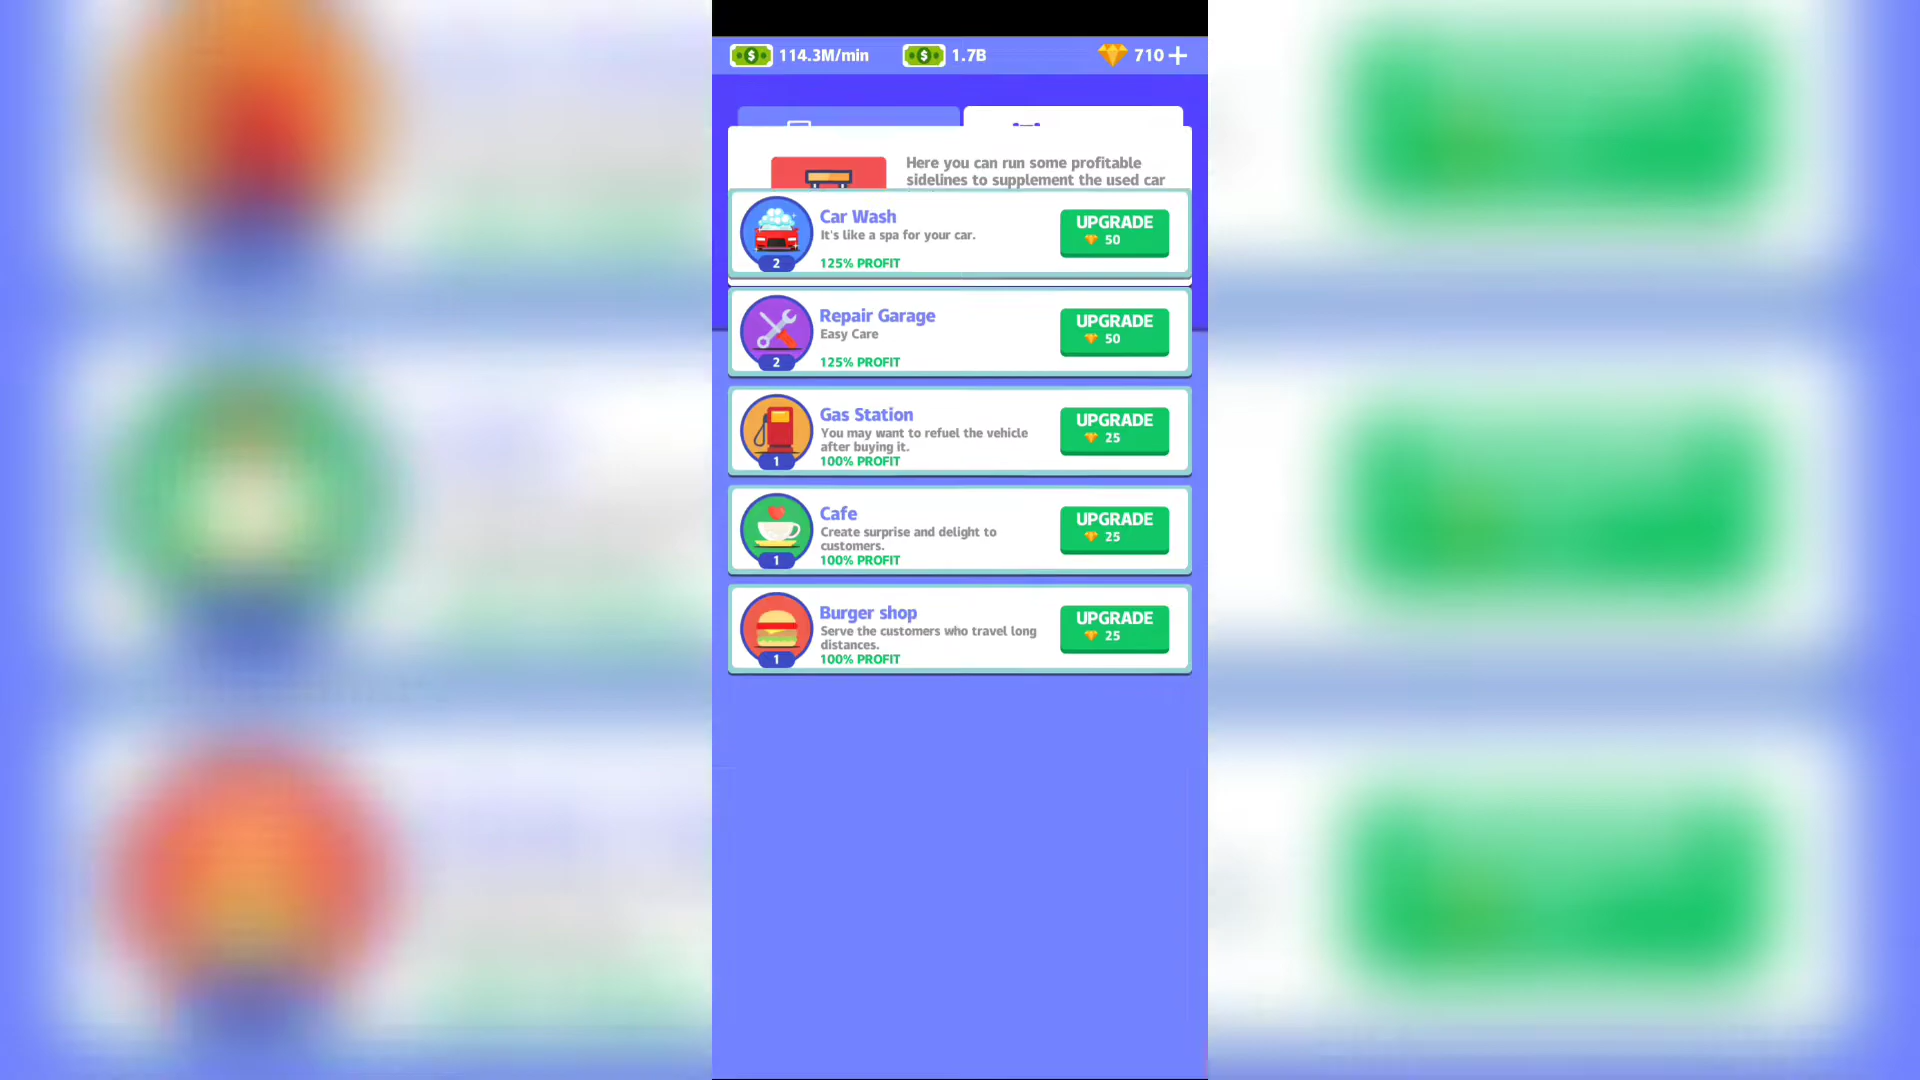 114.3M/min 1.7B 710
Here you can run some profitable
sidelines to supplement the used car
Car Wash
It's like a spa for your car.
2
125% PROFIT
UPGRADE
50
Repair Garage
Easy Care
2
125% PROFIT
UPGRADE
50
Gas Station
You may want to refuel the vehicle
after buying it.
1
100% PROFIT
UPGRADE
25
Cafe
Create surprise and delight to
customers.
1
100% PROFIT
UPGRADE
25
Burger shop
Serve the customers who travel long
distances.
1
100% PROFIT
UPGRADE
25